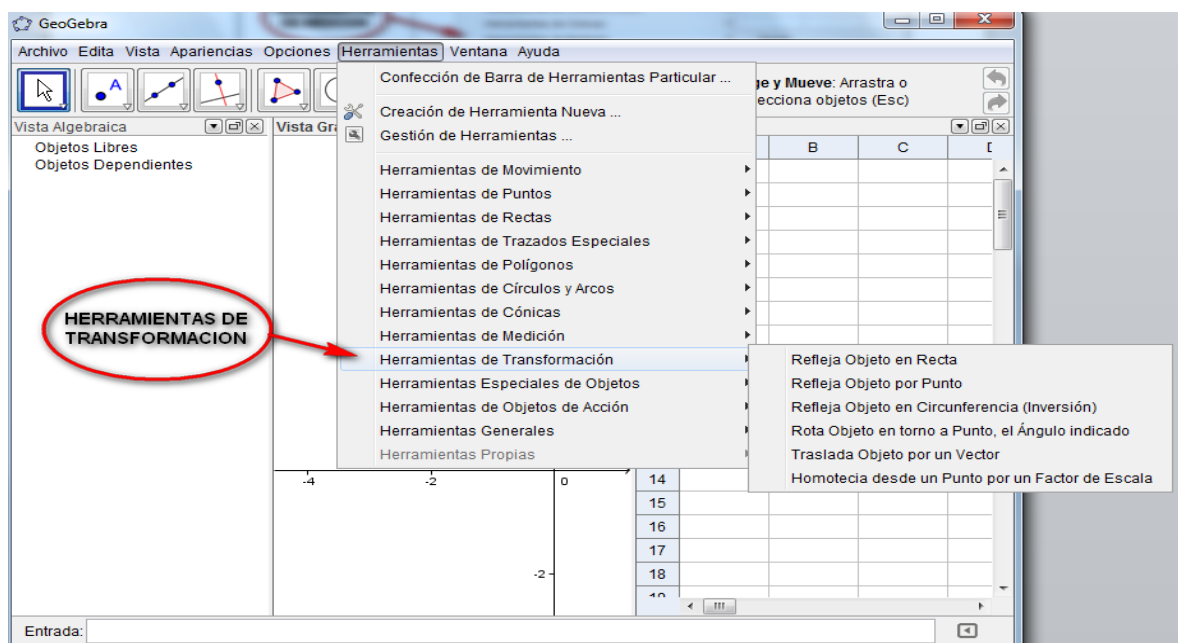 GeoGebra
Archivo Edita Vista Apariencias Opciones Herramientas Ventana Ayuda
A
Vista Algebraica
Objetos Libres
Objetos Dependientes
HERRAMIENTAS DE
TRANSFORMACION
Confección de Barra de Herramientas Particular ...
Creación de Herramienta Nueva ...
Gestión de Herramientas ...
Herramientas de Movimiento
Herramientas de Puntos
Herramientas de Rectas
Herramientas de Trazados Especiales
Herramientas de Polígonos
Herramientas de Círculos y Arcos
Herramientas de Cónicas
Herramientas de Medición
Herramientas de Transformación
Herramientas Especiales de Objetos
Herramientas de Objetos de Acción
Herramientas Generales
Herramientas Propias
Refleja Objeto en Recta
Refleja Objeto por Punto
Refleja Objeto en Circunferencia (Inversión)
Rota Objeto en torno a Punto, el Ángulo indicado
Traslada Objeto por un Vector
Homotecia desde un Punto por un Factor de Escala
Vista Gr
ge y Mueve: Arrastra o
ecciona objetos (Esc)
B C
-4 -2 0
-2
14
15
16
17
18
Entrada: